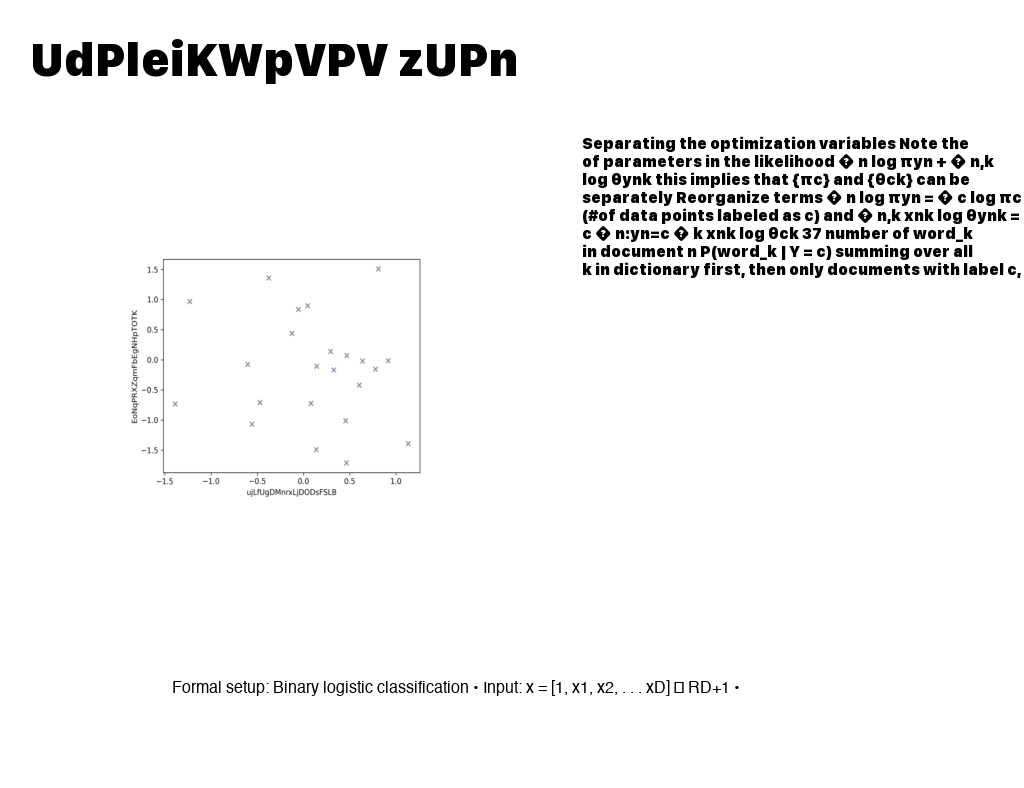 UdPleiKWpVPV zUPn
Separating the optimization variables Note the
of parameters in the likelihood � n log πyn + � n,k
log θynk this implies that {πc} and {θck} can be
separately Reorganize terms � n log πyn = � c log πc
(#of data points labeled as c) and � n,k xnk log θynk =
c � n:yn=c � k xnk log θck 37 number of word_k
in document n P(word_k | Y = c) summing over all
k in dictionary first, then only documents with label c,
EoNqPRXZqmFbEgNHpTOTK
1.5
1.0
0.5
0.0
−0.5
−1.0
−1.5
−1.5 −1.0 −0.5 0.0 0.5 1.0
ujLfUgDMnrxLjDODsFSLB
Formal setup: Binary logistic classification • Input: x = [1, x1, x2, . . . xD] □ RD+1 •